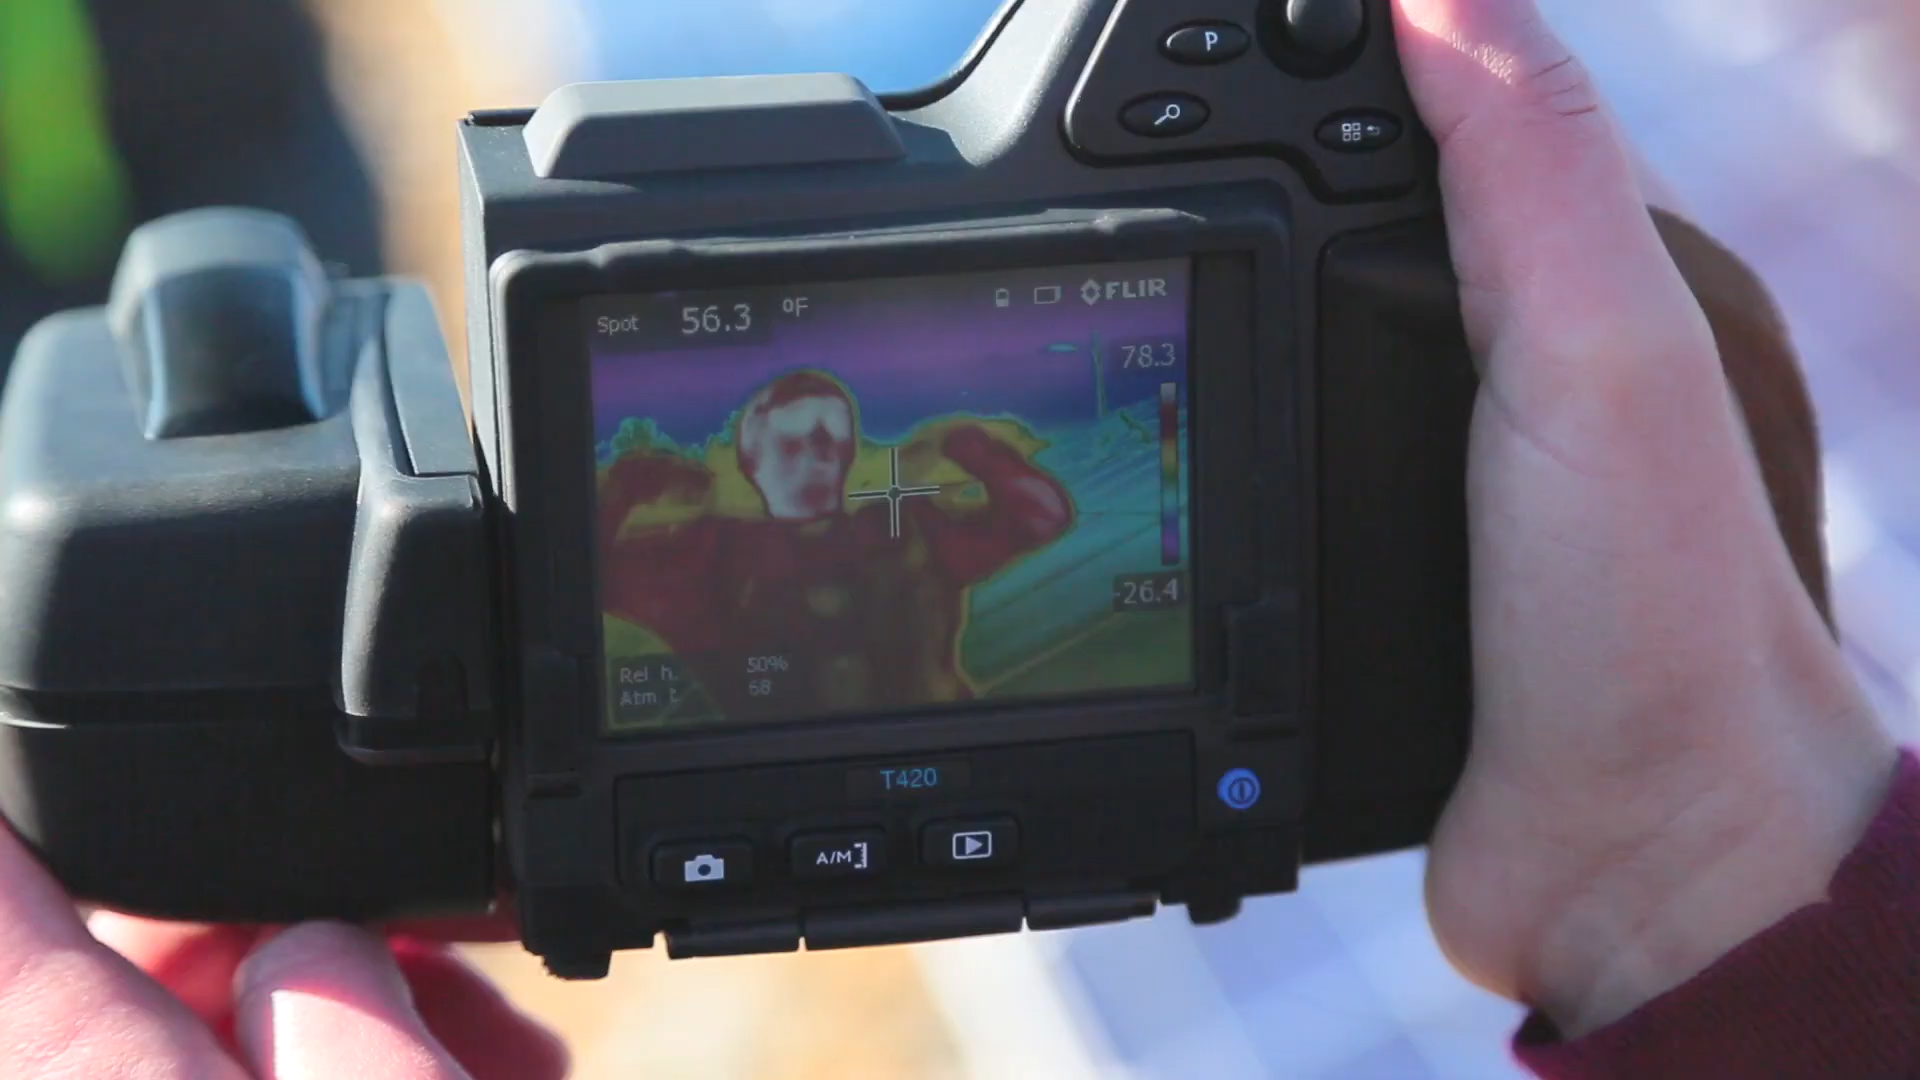 P
Spot 56.3 °F FLIR
78.3
-26.4
Rel h. 50%
Atm t 68
T420
A/M